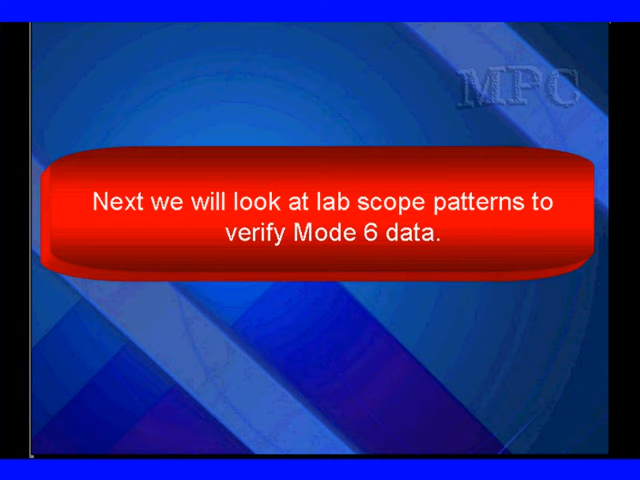 MPC
Next we will look at lab scope patterns to
verify Mode 6 data.